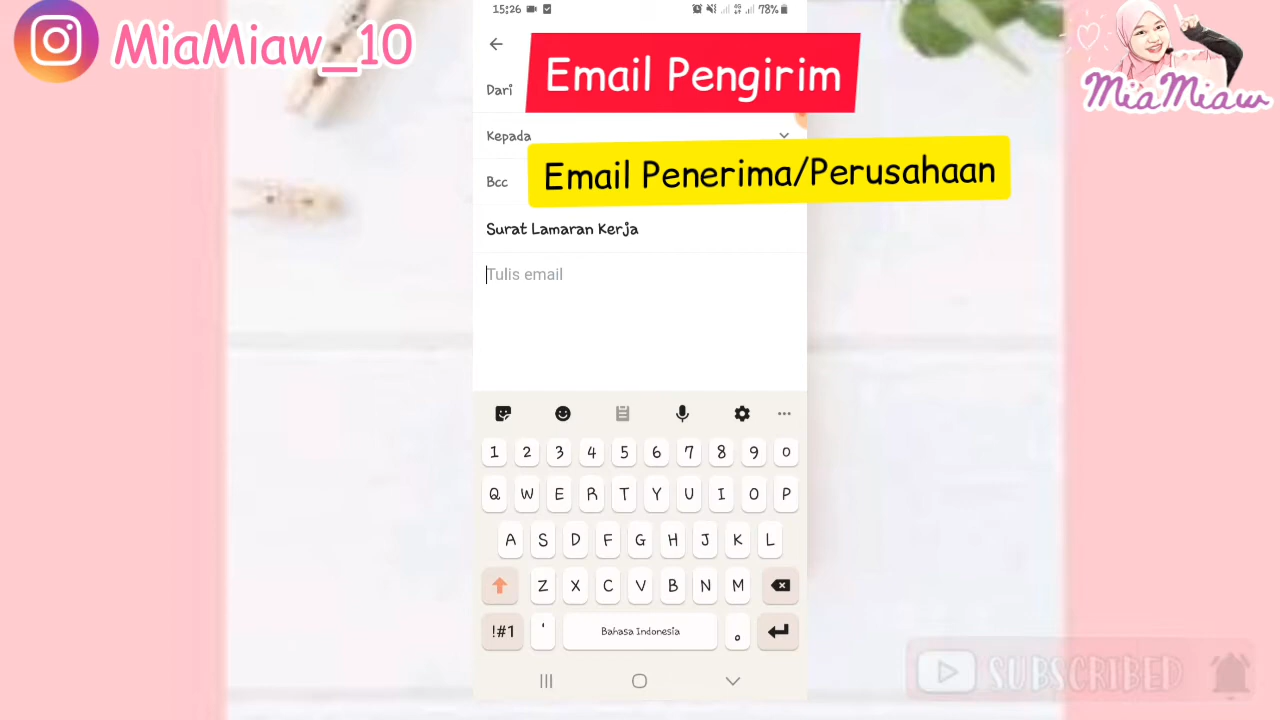 MiaMiaw_10
15:26
78%
Email Pengirim
Dari
Kepada
Email Penerima/Perusahaan
Bcc
Surat Lamaran Kerja
Tulis email
1 2 3 4 5 6 7 8 9 0
Q W E R T Y U I O P
A S D F G H J K L
Z X C V B N M
!#1 ' Bahasa Indonesia .
MiaMiaw
SUBSCRIBED